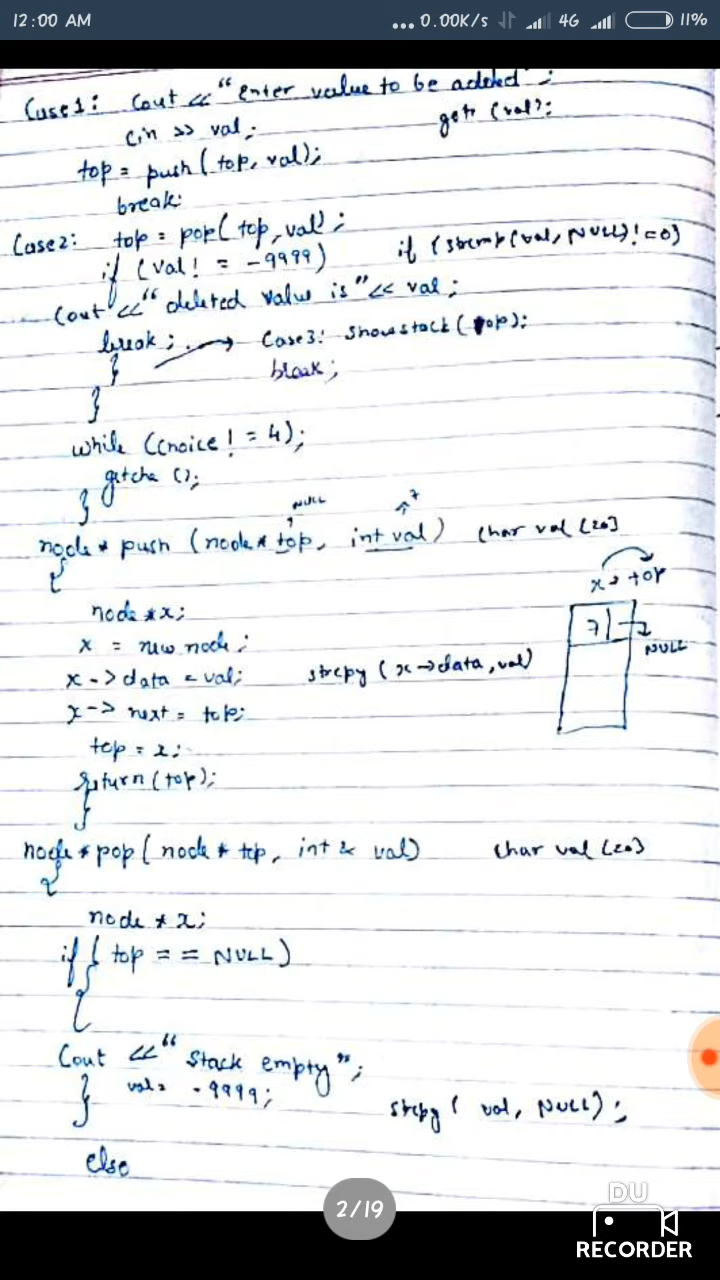 12:00 AM
...0.00K/s 4G 11%
Case1: Cout << "enter value to be added";
cin >> val; gets (val);
top = push (top, val);
break;
Case2: top = pop( top, val);
if (val! = -9999) if (strcmp(val, NULL)!=0)
Cout << "deleted value is" << val;
break; → Case3: showstack (top);
} break;
}
while (choice! = 4);
getche ();
}
NULL 7
node * push (node * top, int val) char val [20]
{
x = top
node *x;
x = new node; 7
x -> data = val; strcpy (x→data, val) NULL
x -> next = top;
top = x;
return (top);
}
node * pop ( node * top, int & val) char val [20]
{
node * x;
if ( top = = NULL)
{
Cout << "Stack empty";
val = -9999;
} strcpy ( val, NULL);
else
2/19
DU
RECORDER